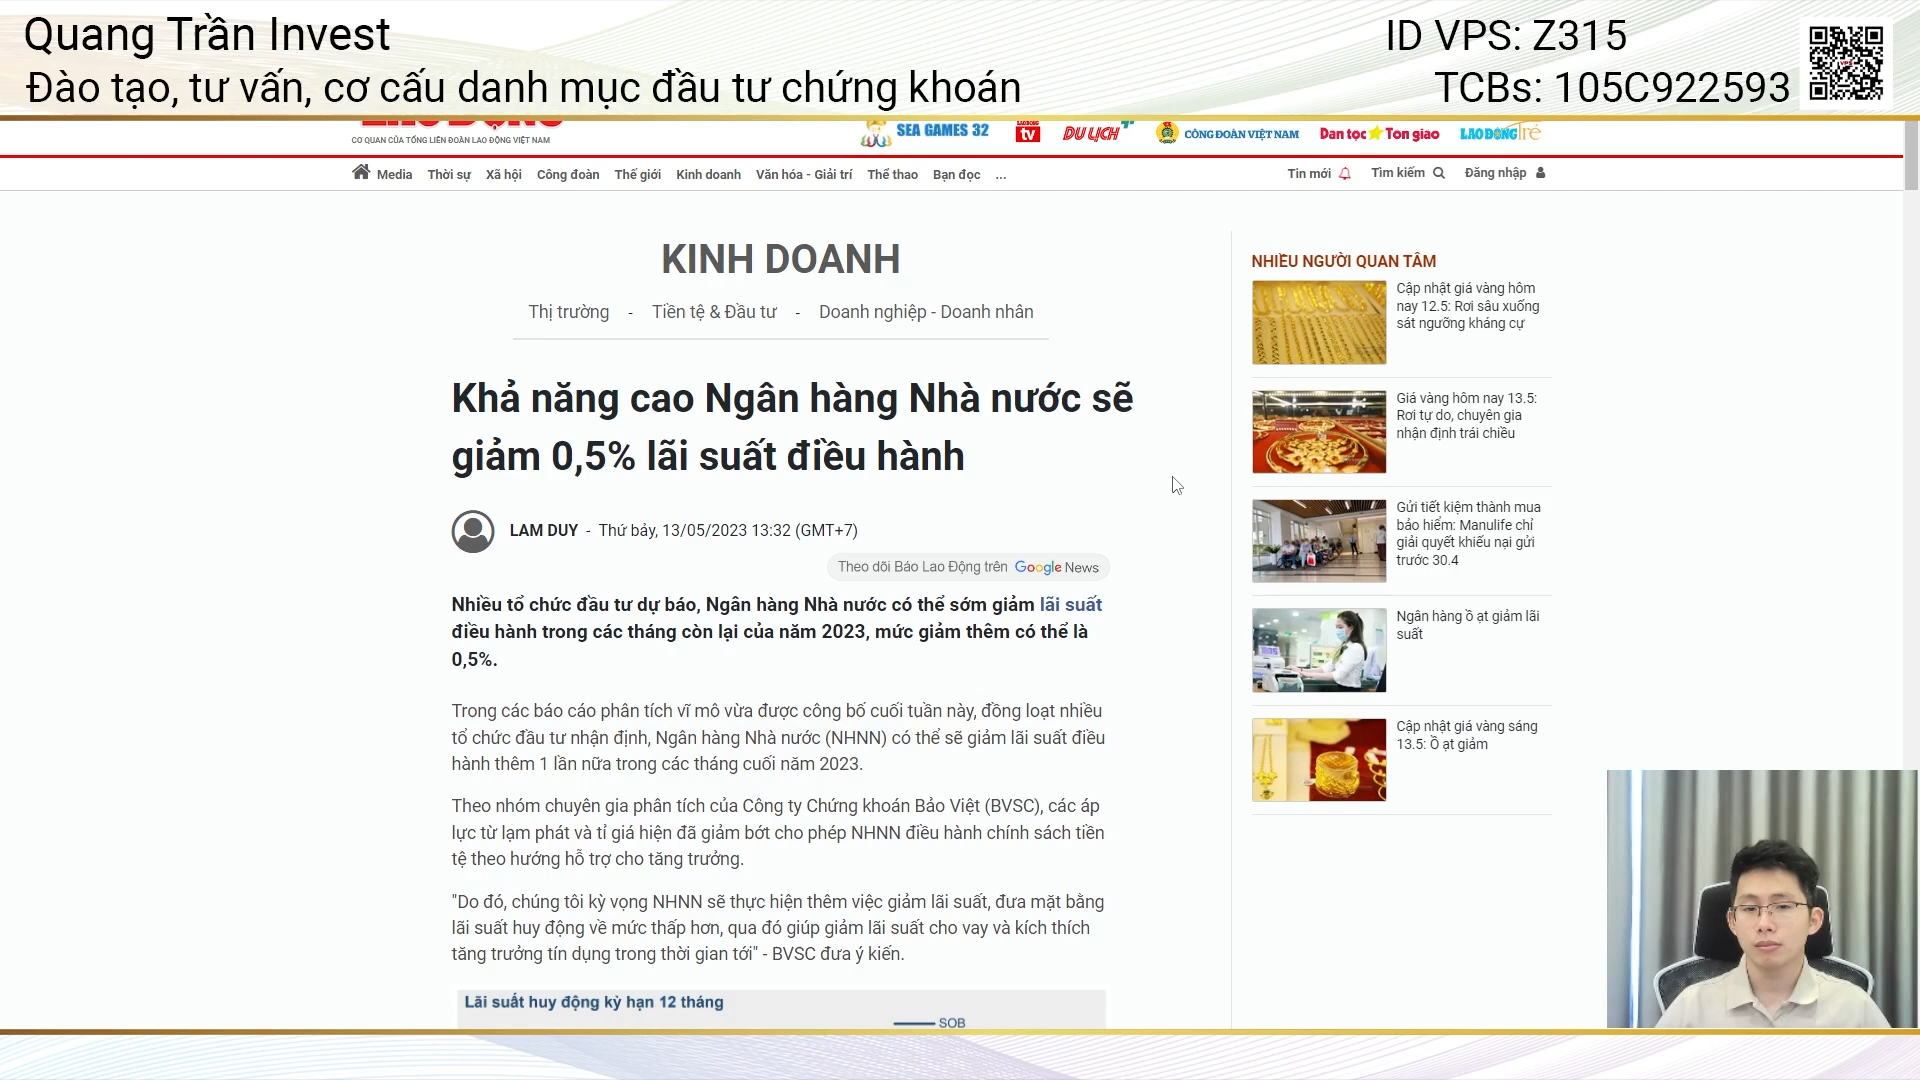 Quang Trần Invest
Đào tạo, tư vấn, cơ cấu danh mục đầu tư chứng khoán
ID VPS: Z315
TCBs: 105C922593
CƠ QUAN CỦA TỔNG LIÊN ĐOÀN LAO ĐỘNG VIỆT NAM
SEA GAMES 32
LAO ĐỘNG tv
DU LỊCH
CÔNG ĐOÀN VIỆT NAM
Dan tọc Ton giao
LAO ĐỘNG Trẻ
Media Thời sự Xã hội Công đoàn Thế giới Kinh doanh Văn hóa - Giải trí Thể thao Bạn đọc ...
Tin mới Tìm kiếm Đăng nhập
KINH DOANH
Thị trường - Tiền tệ & Đầu tư - Doanh nghiệp - Doanh nhân
Khả năng cao Ngân hàng Nhà nước sẽ
giảm 0,5% lãi suất điều hành
LAM DUY - Thứ bảy, 13/05/2023 13:32 (GMT+7)
Theo dõi Báo Lao Động trên Google News
Nhiều tổ chức đầu tư dự báo, Ngân hàng Nhà nước có thể sớm giảm lãi suất
điều hành trong các tháng còn lại của năm 2023, mức giảm thêm có thể là
0,5%.
Trong các báo cáo phân tích vĩ mô vừa được công bố cuối tuần này, đồng loạt nhiều
tổ chức đầu tư nhận định, Ngân hàng Nhà nước (NHNN) có thể sẽ giảm lãi suất điều
hành thêm 1 lần nữa trong các tháng cuối năm 2023.
Theo nhóm chuyên gia phân tích của Công ty Chứng khoán Bảo Việt (BVSC), các áp
lực từ lạm phát và tỉ giá hiện đã giảm bớt cho phép NHNN điều hành chính sách tiền
tệ theo hướng hỗ trợ cho tăng trưởng.
"Do đó, chúng tôi kỳ vọng NHNN sẽ thực hiện thêm việc giảm lãi suất, đưa mặt bằng
lãi suất huy động về mức thấp hơn, qua đó giúp giảm lãi suất cho vay và kích thích
tăng trưởng tín dụng trong thời gian tới" - BVSC đưa ý kiến.
Lãi suất huy động kỳ hạn 12 tháng
SOB
NHIỀU NGƯỜI QUAN TÂM
Cập nhật giá vàng hôm
nay 12.5: Rơi sâu xuống
sát ngưỡng kháng cự
Giá vàng hôm nay 13.5:
Rơi tự do, chuyên gia
nhận định trái chiều
Gửi tiết kiệm thành mua
bảo hiểm: Manulife chỉ
giải quyết khiếu nại gửi
trước 30.4
Ngân hàng ồ ạt giảm lãi
suất
Cập nhật giá vàng sáng
13.5: Ồ ạt giảm